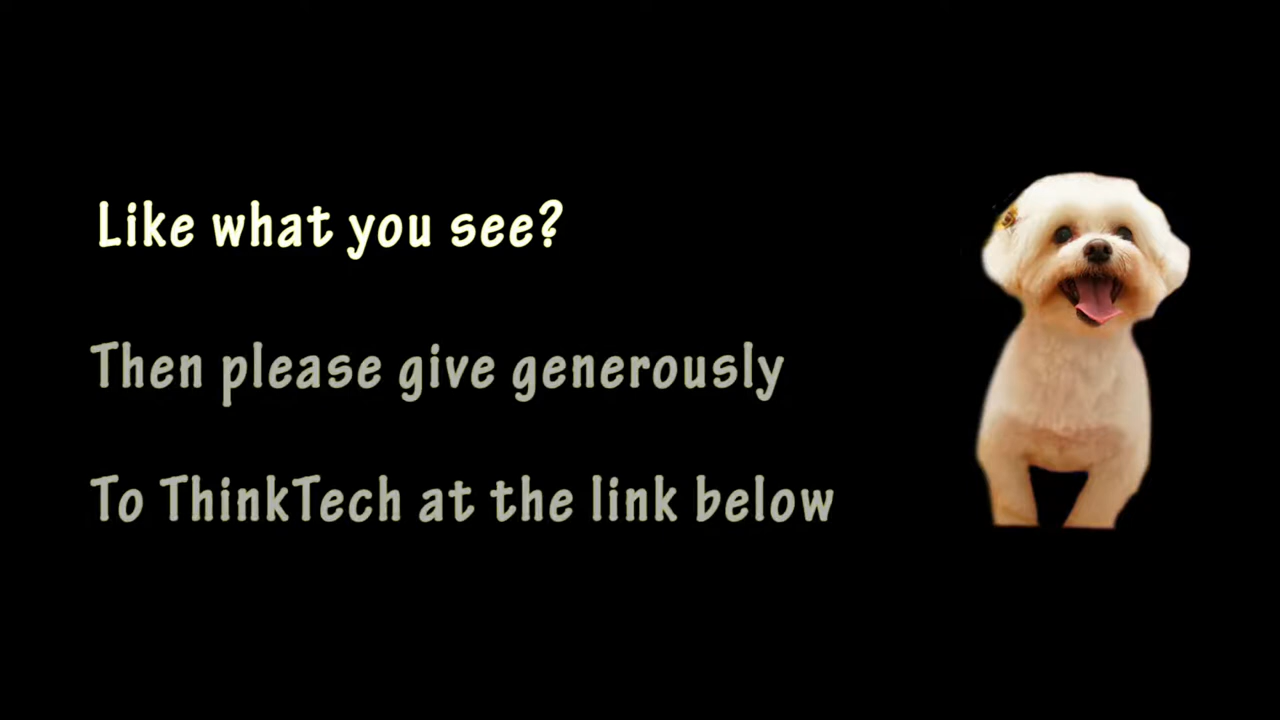 Like what you see?
Then please give generously
To ThinkTech at the link below